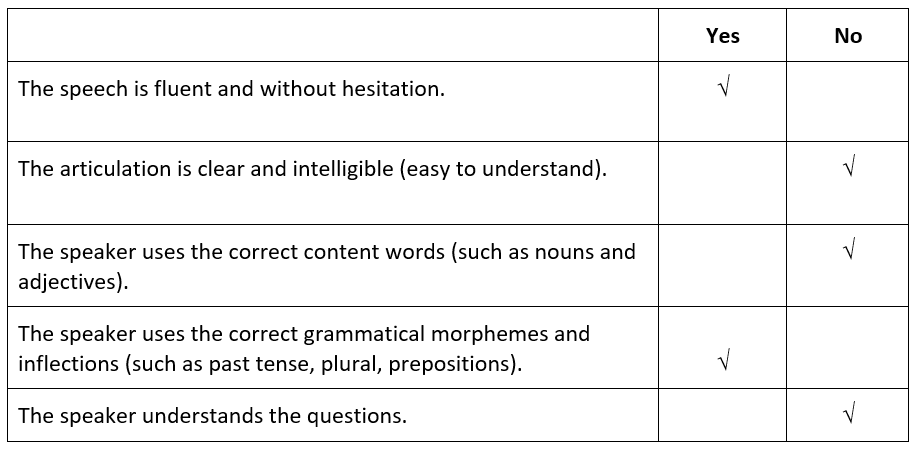 Yes No
The speech is fluent and without hesitation. √
The articulation is clear and intelligible (easy to understand). √
The speaker uses the correct content words (such as nouns and √
adjectives).
The speaker uses the correct grammatical morphemes and
inflections (such as past tense, plural, prepositions). √
The speaker understands the questions. √